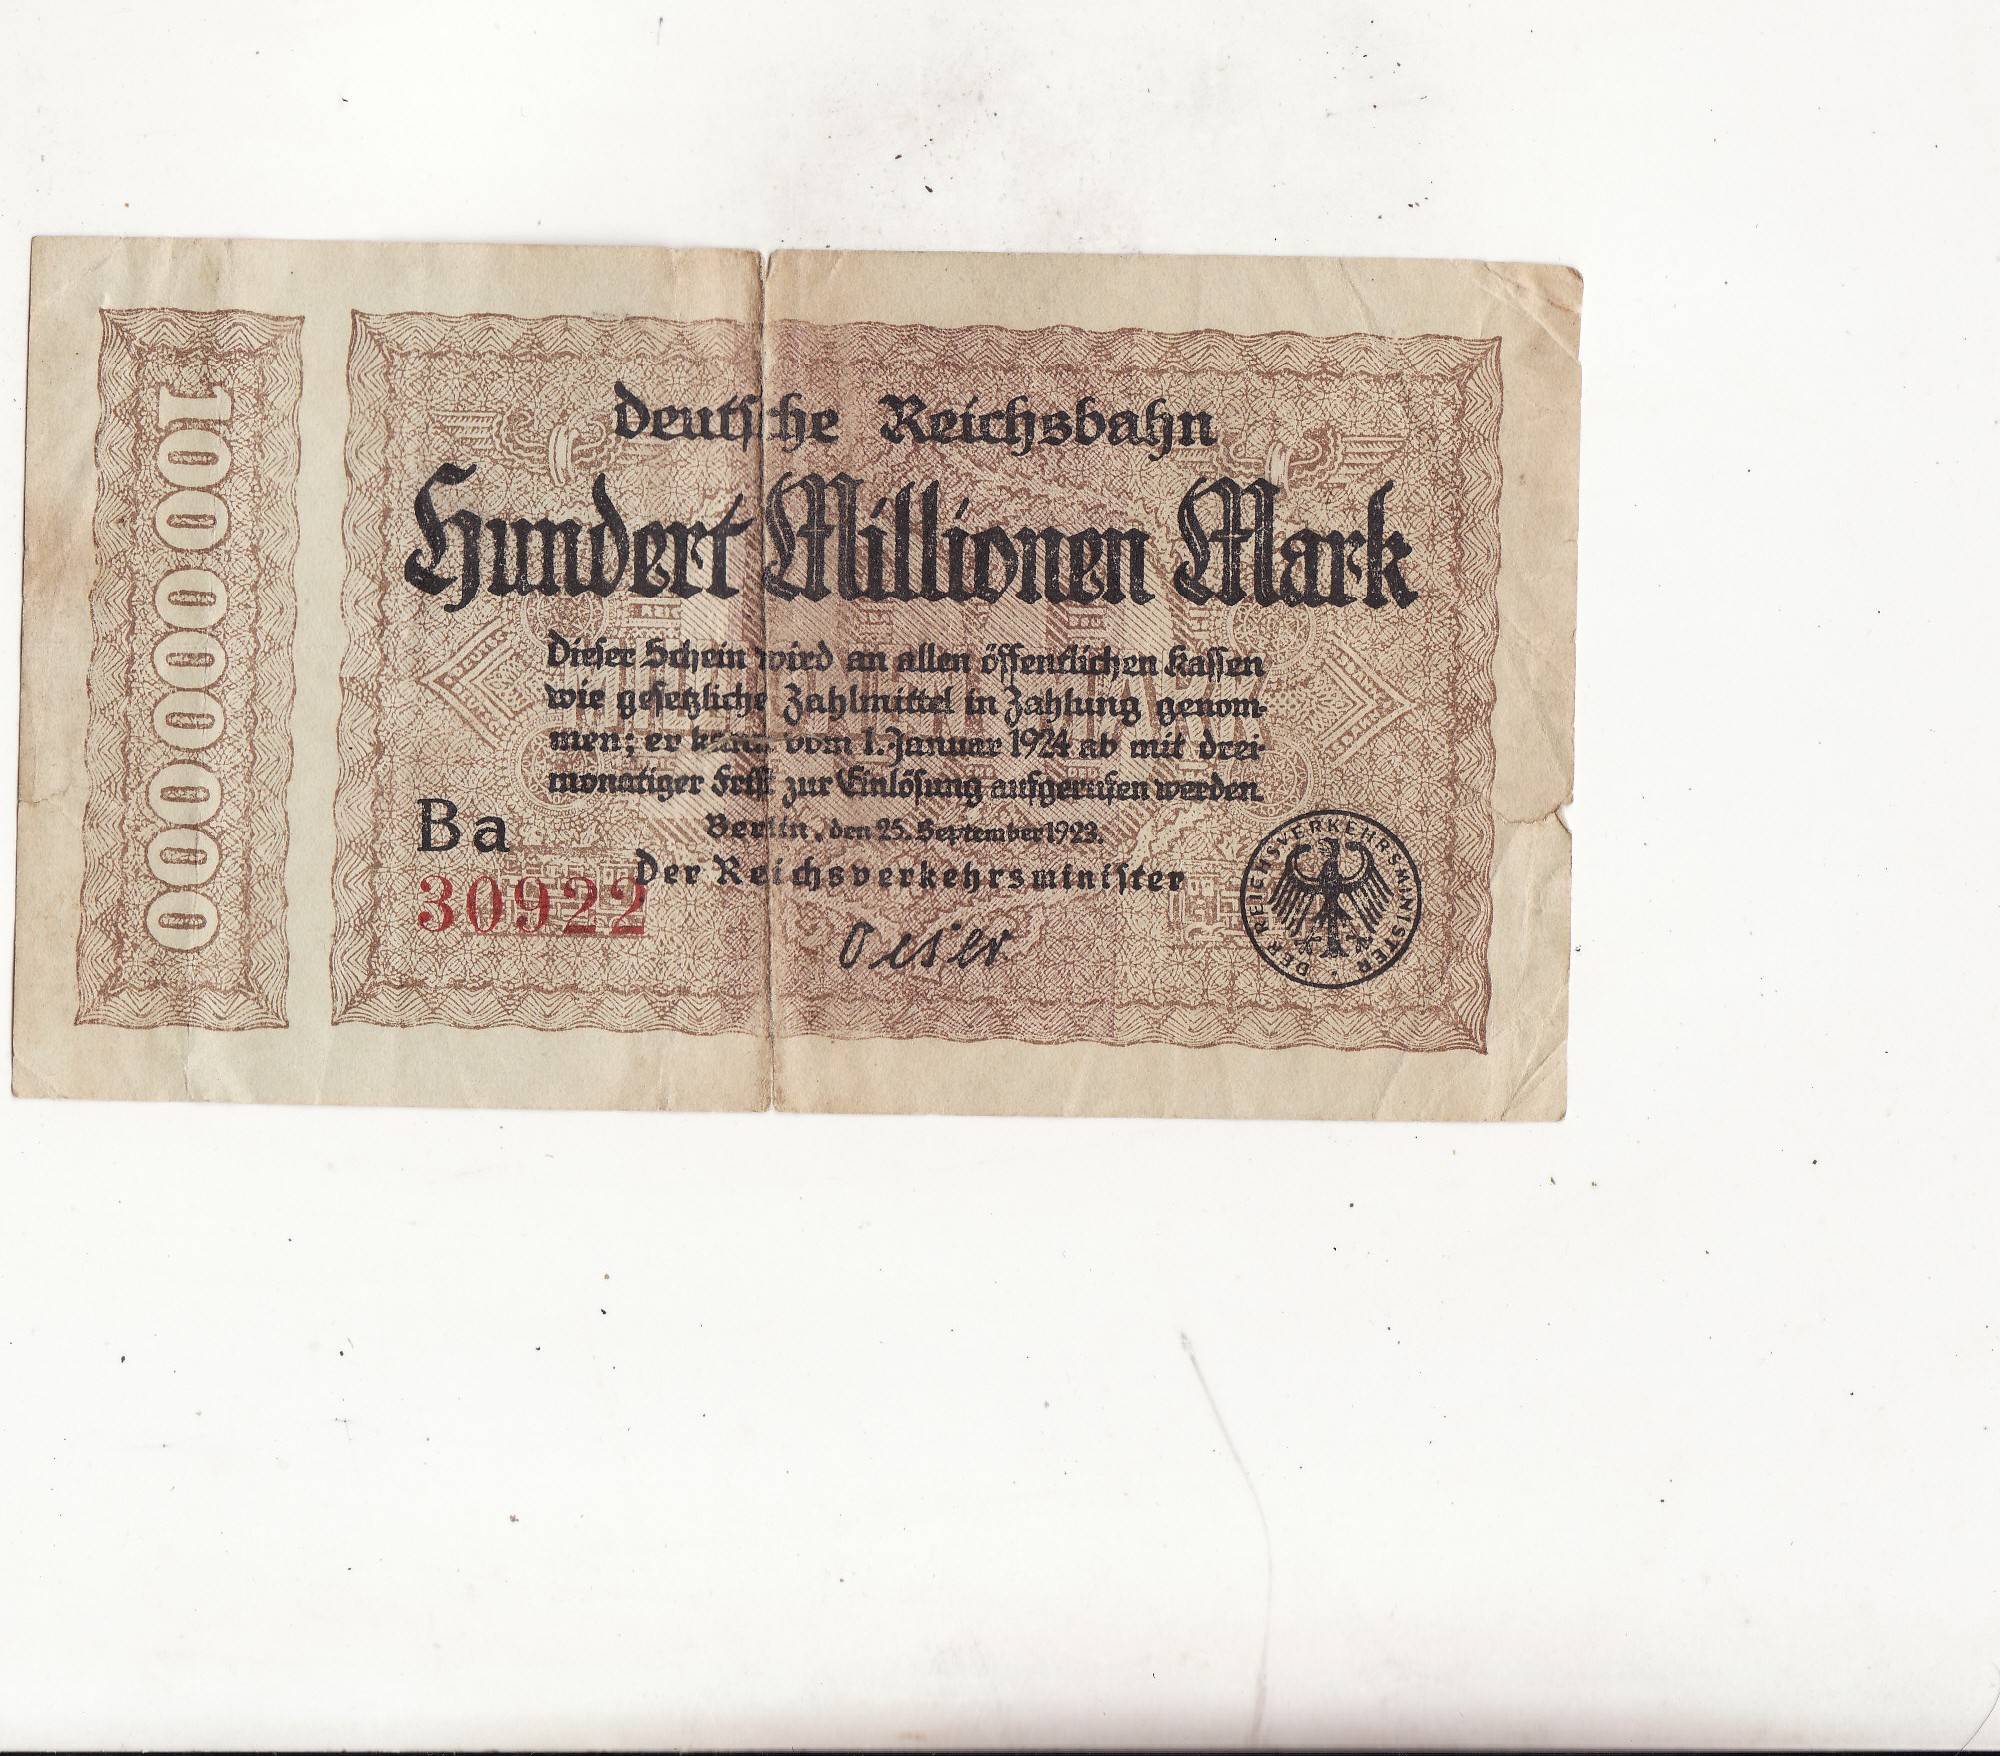 100000000
Deutsche Reichsbahn
Hundert Millionen Mark
Dieser Schein wird an allen öffentlichen Kassen
wie gesetzliche Zahlmittel in Zahlung genom-
men; er kann vom 1. Januar 1924 ab mit drei-
monatiger Frist zur Einlösung aufgerufen werden.
Berlin, den 25. September 1923.
Ba
Der Reichsverkehrsminister
30922
Oeser
DER REICHSVERKEHRSMINISTER